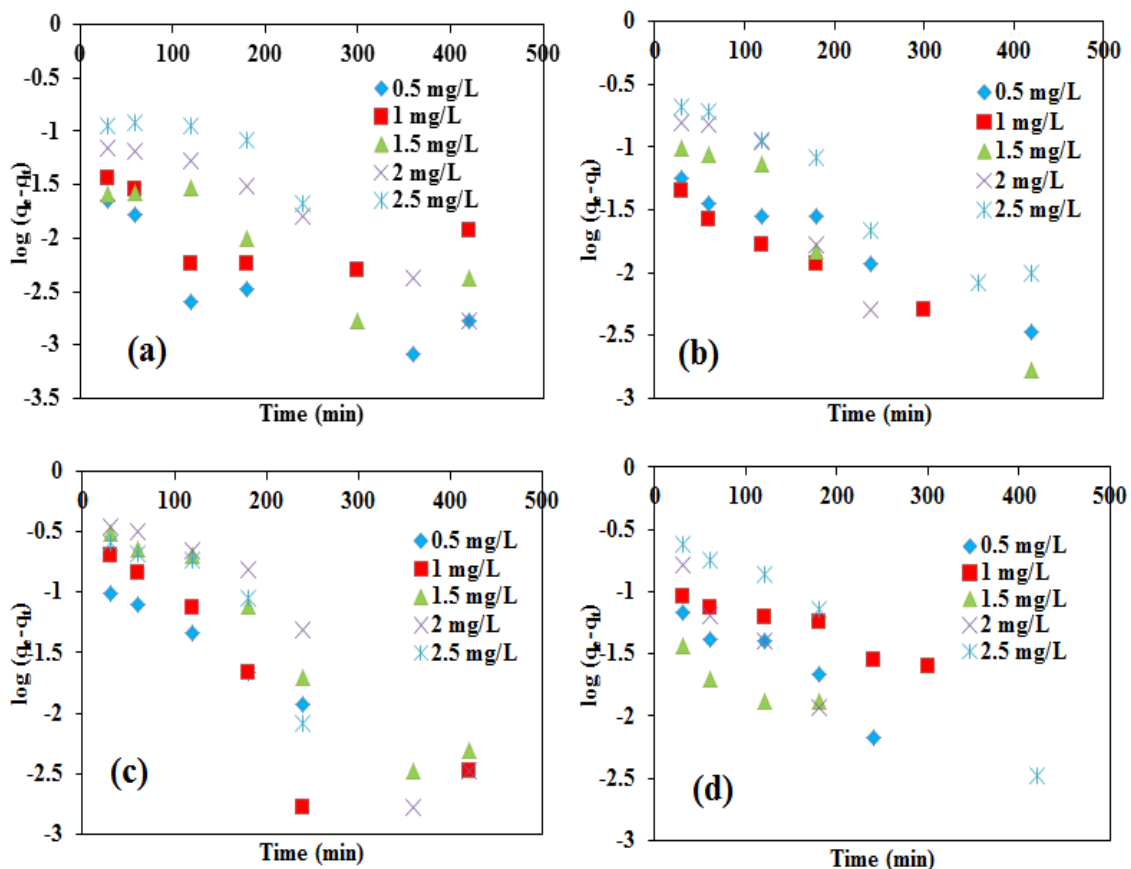 0
0 100 200 300 400 500
-0.5
-1
-1.5
-2
-2.5
-3
-3.5
log (qe-qt)
Time (min)
0.5 mg/L
1 mg/L
1.5 mg/L
2 mg/L
2.5 mg/L
(a)
0
0 100 200 300 400 500
-0.5
-1
-1.5
-2
-2.5
-3
log (qe-qt)
Time (min)
0.5 mg/L
1 mg/L
1.5 mg/L
2 mg/L
2.5 mg/L
(b)
0
0 100 200 300 400 500
-0.5
-1
-1.5
-2
-2.5
-3
log (qe-qt)
Time (min)
0.5 mg/L
1 mg/L
1.5 mg/L
2 mg/L
2.5 mg/L
(c)
0
0 100 200 300 400 500
-0.5
-1
-1.5
-2
-2.5
-3
log (qe-qt)
Time (min)
0.5 mg/L
1 mg/L
1.5 mg/L
2 mg/L
2.5 mg/L
(d)